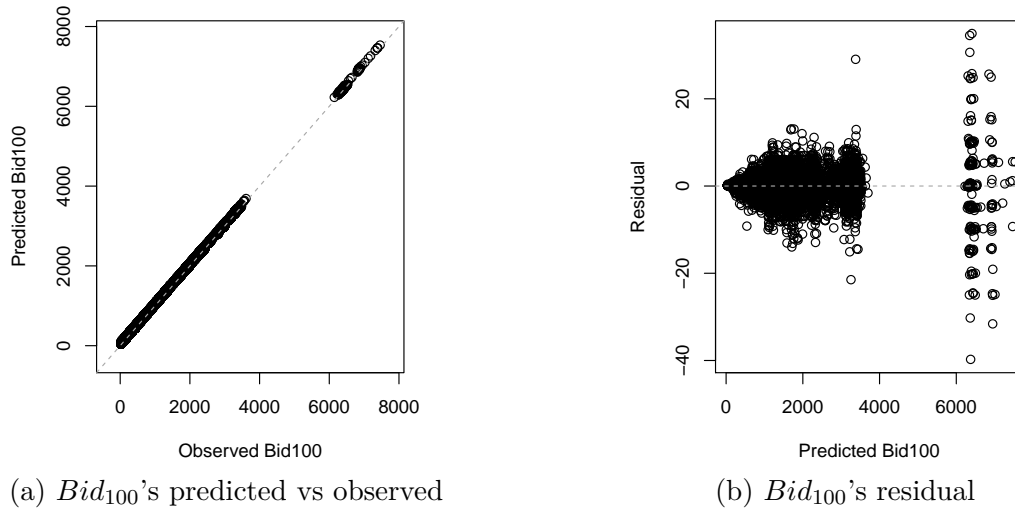 8000
6000
4000
2000
0
Predicted Bid100
0 2000 4000 6000 8000
Observed Bid100
(a) Bid100's predicted vs observed
20
0
−20
−40
Residual
0 2000 4000 6000
Predicted Bid100
(b) Bid100's residual